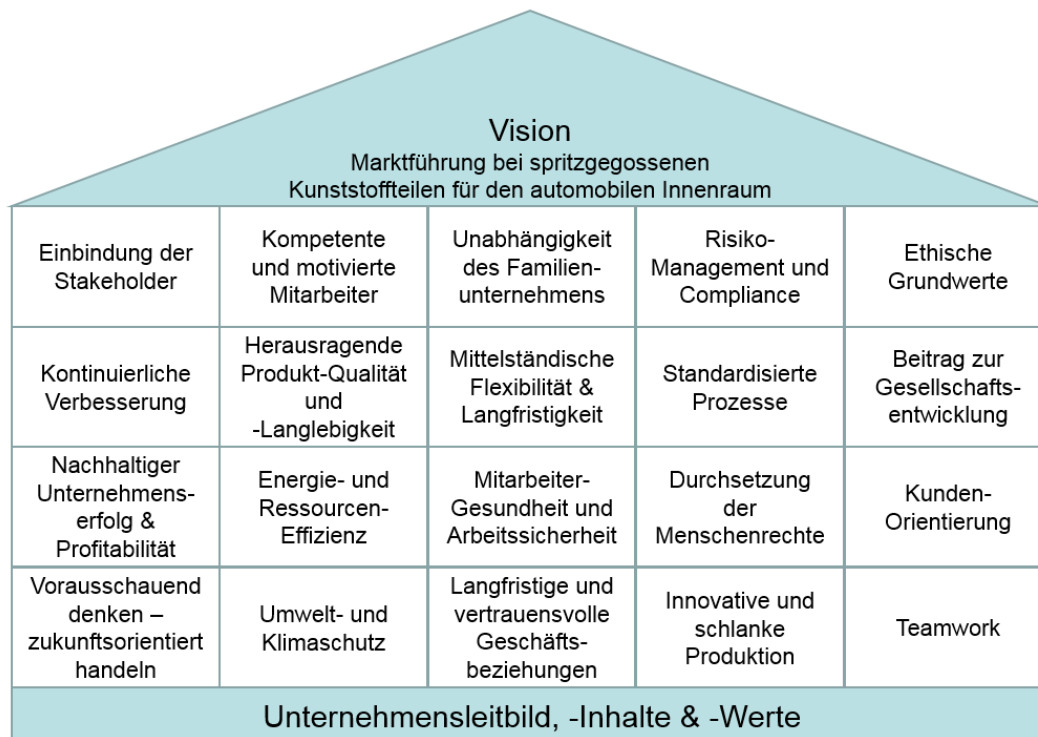 Vision
Marktführung bei spritzgegossenen
Kunststoffteilen für den automobilen Innenraum
Einbindung der
Stakeholder
Kompetente
und motivierte
Mitarbeiter
Unabhängigkeit
des Familien-
unternehmens
Risiko-
Management und
Compliance
Ethische
Grundwerte
Kontinuierliche
Verbesserung
Herausragende
Produkt-Qualität
und
-Langlebigkeit
Mittelständische
Flexibilität &
Langfristigkeit
Standardisierte
Prozesse
Beitrag zur
Gesellschafts-
entwicklung
Nachhaltiger
Unternehmens-
erfolg &
Profitabilität
Energie- und
Ressourcen-
Effizienz
Mitarbeiter-
Gesundheit und
Arbeitssicherheit
Durchsetzung
der
Menschenrechte
Kunden-
Orientierung
Vorausschauend
denken –
zukunftsorientiert
handeln
Umwelt- und
Klimaschutz
Langfristige und
vertrauensvolle
Geschäfts-
beziehungen
Innovative und
schlanke
Produktion
Teamwork
Unternehmensleitbild, -Inhalte & -Werte